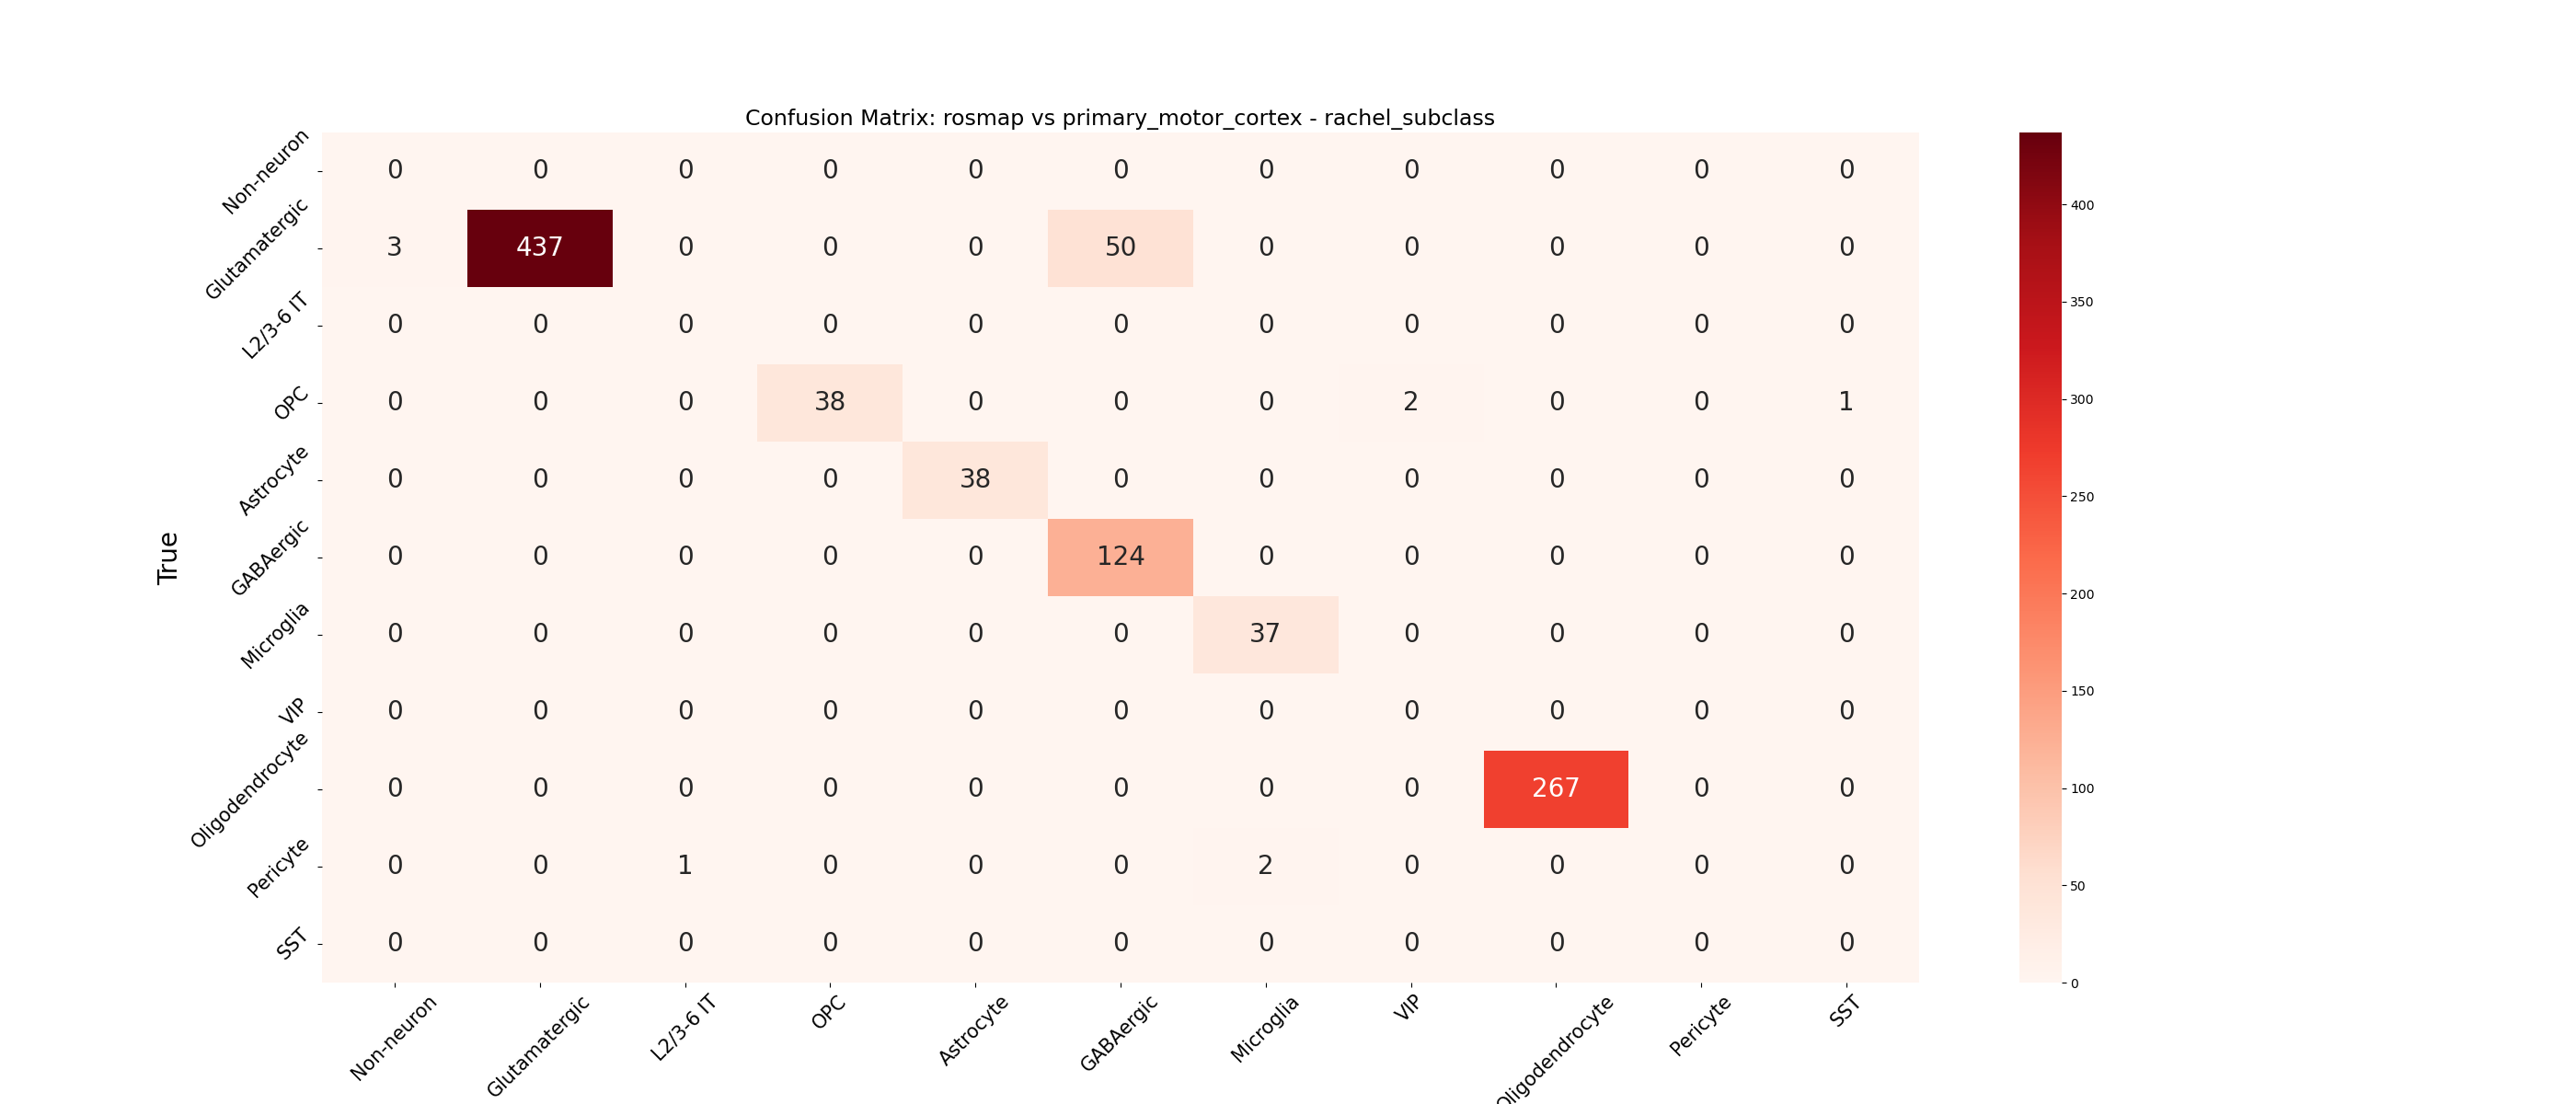 Confusion Matrix: rosmap vs primary_motor_cortex - rachel_subclass
True
Non-neuron 0 0 0 0 0 0 0 0 0 0 0
Glutamatergic 3 437 0 0 0 50 0 0 0 0 0
L2/3-6 IT 0 0 0 0 0 0 0 0 0 0 0
OPC 0 0 0 38 0 0 0 2 0 0 1
Astrocyte 0 0 0 0 38 0 0 0 0 0 0
GABAergic 0 0 0 0 0 124 0 0 0 0 0
Microglia 0 0 0 0 0 0 37 0 0 0 0
VIP 0 0 0 0 0 0 0 0 0 0 0
Oligodendrocyte 0 0 0 0 0 0 0 0 267 0 0
Pericyte 0 0 1 0 0 0 2 0 0 0 0
SST 0 0 0 0 0 0 0 0 0 0 0
Non-neuron Glutamatergic L2/3-6 IT OPC Astrocyte GABAergic Microglia VIP Oligodendrocyte Pericyte SST
400
350
300
250
200
150
100
50
0